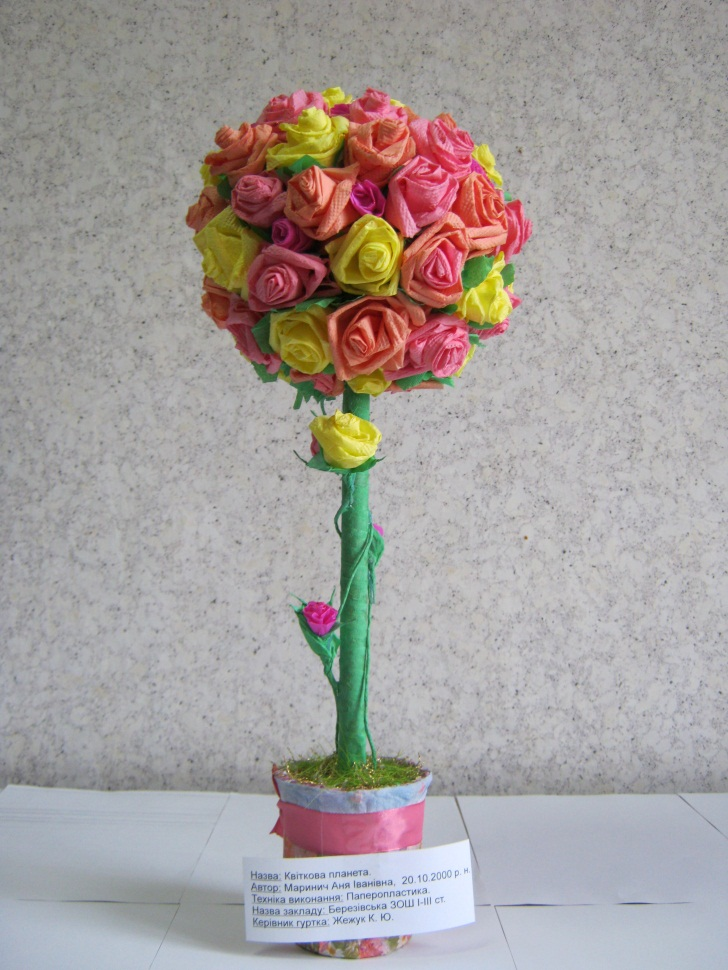 Назва: Квіткова планета.
Автор: Маринич Аня Іванівна, 20.10.2000 р. н.
Техніка виконання: Паперопластика.
Назва закладу: Березівська ЗОШ І-ІІІ ст.
Керівник гуртка: Жежук К. Ю.